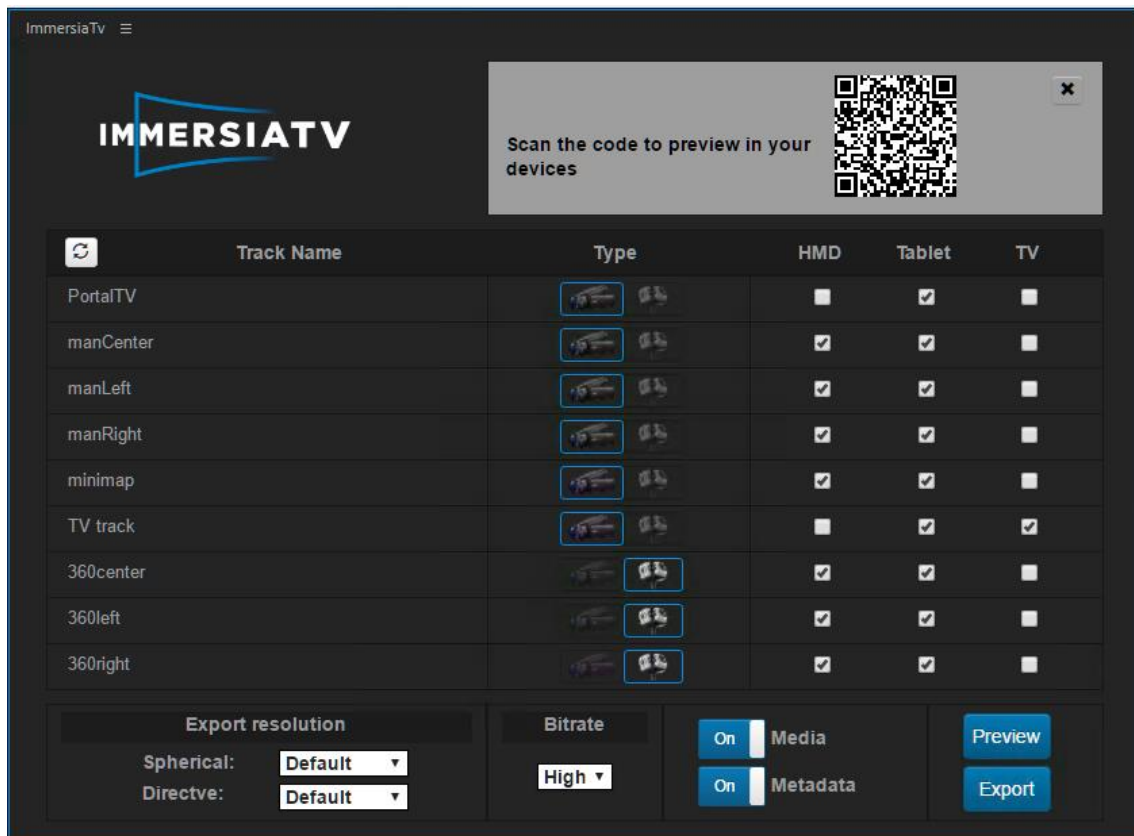 ImmersiaTv
IMMERSIATV
Scan the code to preview in your
devices
Track Name Type HMD Tablet TV
PortalTV
manCenter
manLeft
manRight
minimap
TV track
360center
360left
360right
Export resolution Bitrate
On Media Preview
Spherical: Default
High
Directve: Default
On Metadada Export